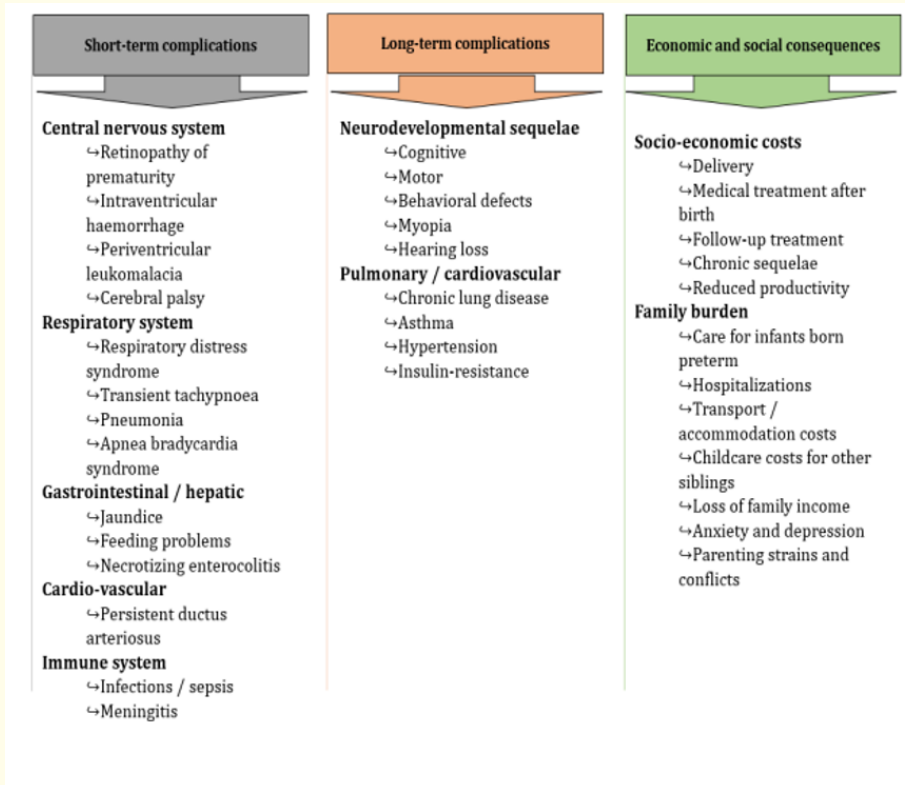 Short-term complications
Central nervous system
↪Retinopathy of
prematurity
↪Intraventricular
haemorrhage
↪Periventricular
leukomalacia
↪Cerebral palsy
Respiratory system
↪Respiratory distress
syndrome
↪Transient tachypnoea
↪Pneumonia
↪Apnea bradycardia
syndrome
Gastrointestinal / hepatic
↪Jaundice
↪Feeding problems
↪Necrotizing enterocolitis
Cardio-vascular
↪Persistent ductus
arteriosus
Immune system
↪Infections / sepsis
↪Meningitis
Long-term complications
Neurodevelopmental sequelae
↪Cognitive
↪Motor
↪Behavioral defects
↪Myopia
↪Hearing loss
Pulmonary / cardiovascular
↪Chronic lung disease
↪Asthma
↪Hypertension
↪Insulin-resistance
Economic and social consequences
Socio-economic costs
↪Delivery
↪Medical treatment after
birth
↪Follow-up treatment
↪Chronic sequelae
↪Reduced productivity
Family burden
↪Care for infants born
preterm
↪Hospitalizations
↪Transport /
accommodation costs
↪Childcare costs for other
siblings
↪Loss of family income
↪Anxiety and depression
↪Parenting strains and
conflicts